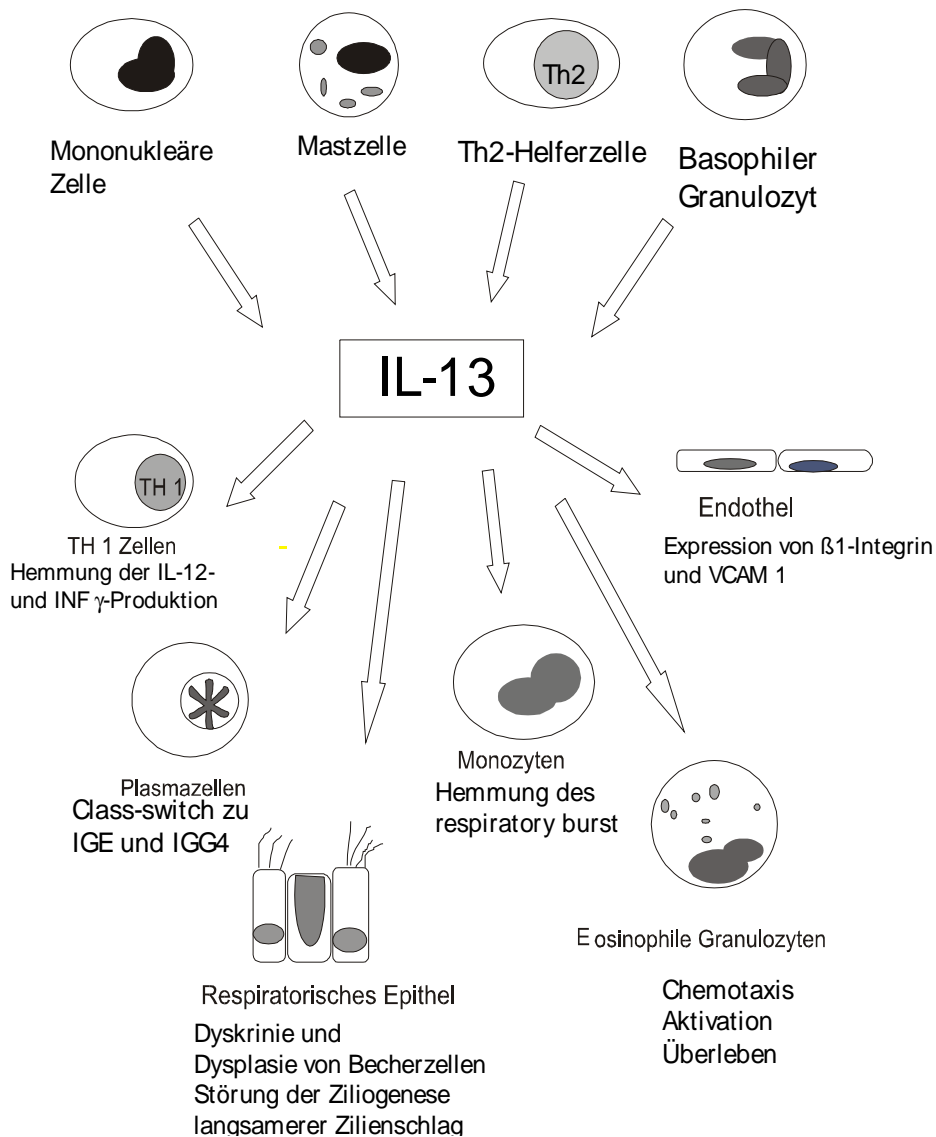 Mononukleäre
Zelle
Mastzelle
Th2
Th2-Helferzelle
Basophiler
Granulozyt
IL-13
TH 1
TH 1 Zellen
Hemmung der IL-12-
und INF γ-Produktion
Endothel
Expression von ß1-Integrin
und VCAM 1
Plasmazellen
Class-switch zu
IGE und IGG4
Monozyten
Hemmung des
respiratory burst
Respiratorisches Epithel
Dyskrinie und
Dysplasie von Becherzellen
Störung der Ziliogenese
langsamerer Zilienschlag
Eosinophile Granulozyten
Chemotaxis
Aktivation
Überleben